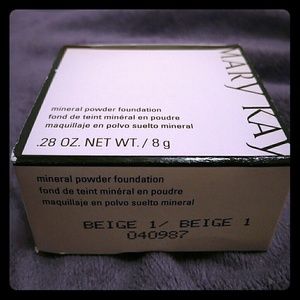 MARY KAY
mineral powder foundation
fond de teint minéral en poudre
maquillaje en polvo suelto mineral
.28 OZ. NET WT. / 8 g
mineral powder foundation
fond de teint minéral en poudre
maquillaje en polvo suelto mineral
BEIGE 1/ BEIGE 1
040987